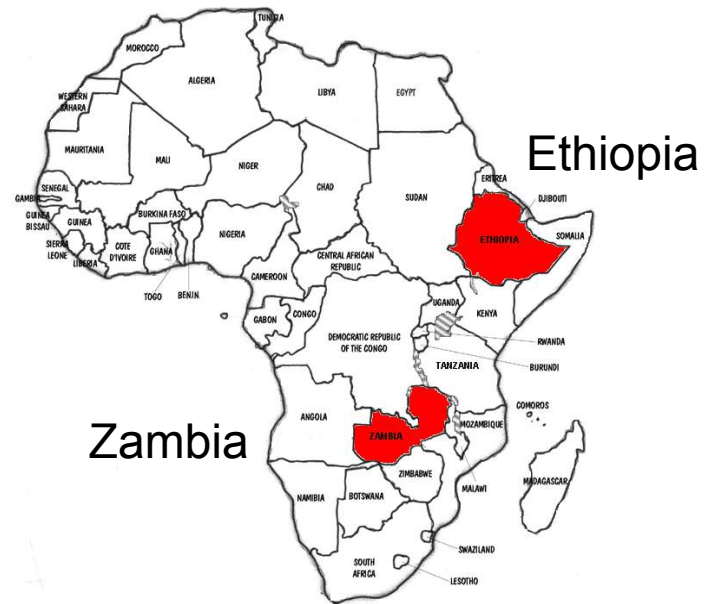 TUNISIA
MOROCCO
ALGERIA
LIBYA
EGYPT
WESTERN
SAHARA
MAURITANIA
MALI
NIGER
CHAD
SUDAN
ERITREA
Ethiopia
DJIBOUTI
SENEGAL
GAMBIA
GUINEA
BISSAU
GUINEA
BURKINA FASO
SIERRA
LEONE
LIBERIA
COTE
D'IVOIRE
GHANA
TOGO
BENIN
NIGERIA
CAMEROON
CENTRAL AFRICAN
REPUBLIC
ETHIOPIA
SOMALIA
GABON
CONGO
DEMOCRATIC REPUBLIC
OF THE CONGO
UGANDA
KENYA
RWANDA
BURUNDI
TANZANIA
COMOROS
ANGOLA
Zambia
ZAMBIA
MOZAMBIQUE
MALAWI
ZIMBABWE
NAMIBIA
BOTSWANA
MADAGASCAR
SWAZILAND
LESOTHO
SOUTH
AFRICA